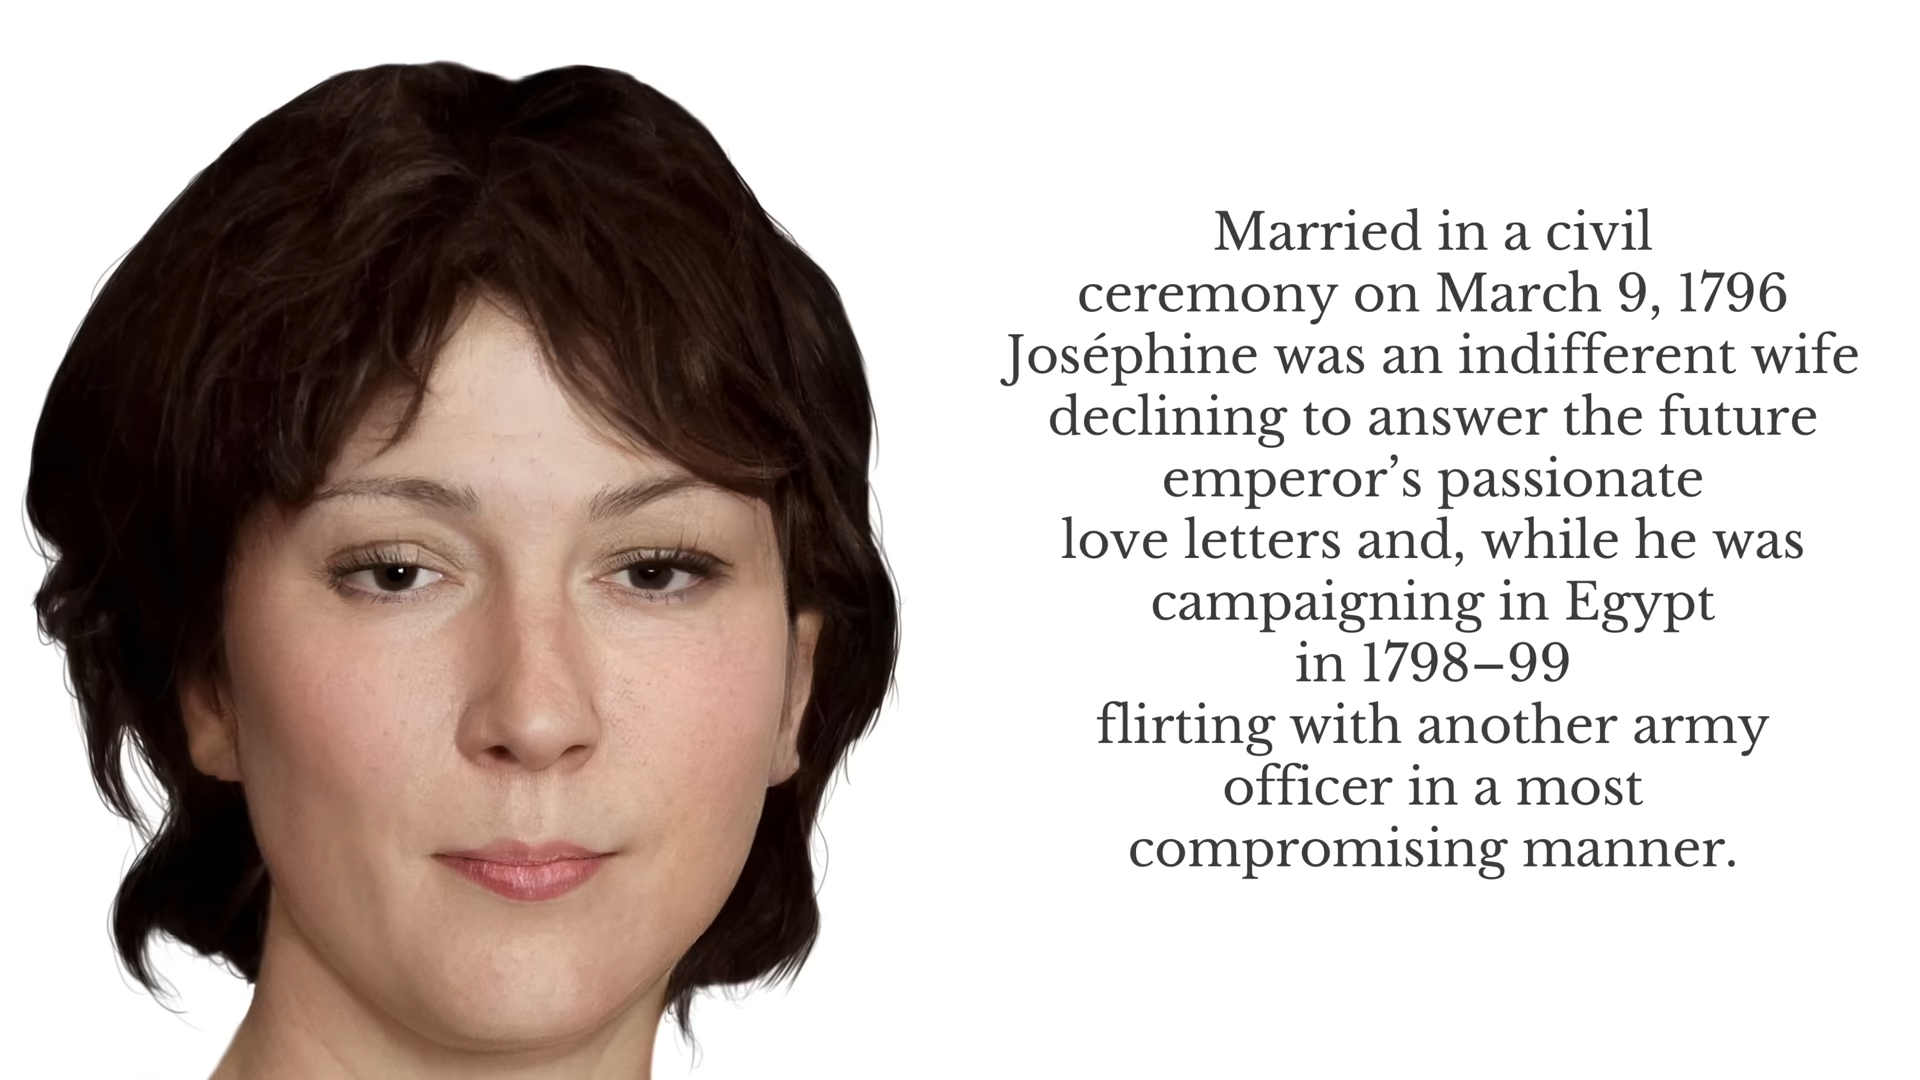 Married in a civil
ceremony on March 9, 1796
Joséphine was an indifferent wife
declining to answer the future
emperor’s passionate
love letters and, while he was
campaigning in Egypt
in 1798–99
flirting with another army
officer in a most
compromising manner.